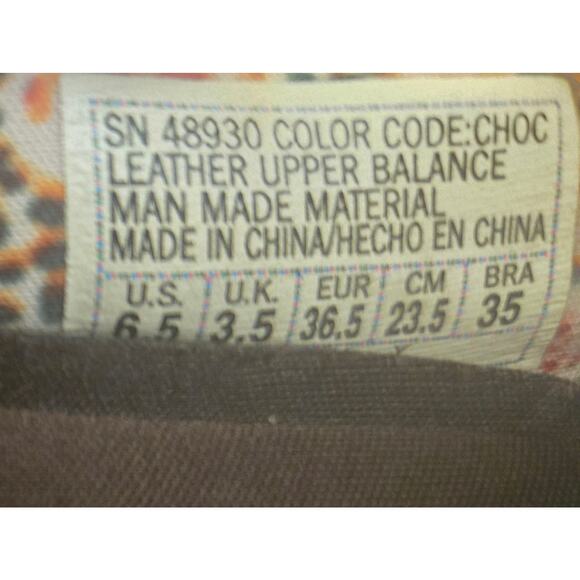 SN 48930 COLOR CODE:CHOC
LEATHER UPPER BALANCE
MAN MADE MATERIAL
MADE IN CHINA/HECHO EN CHINA
U.S. U.K. EUR CM BRA
6.5 3.5 36.5 23.5 35